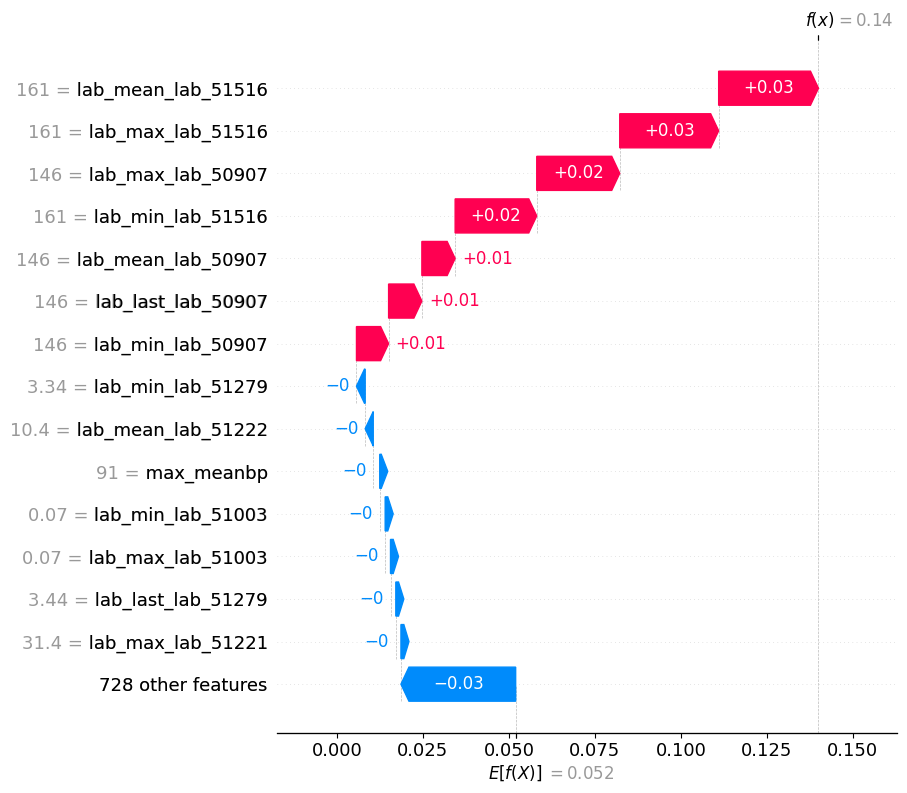 f(x) = 0.14
161 = lab_mean_lab_51516
+0.03
161 = lab_max_lab_51516
+0.03
146 = lab_max_lab_50907
+0.02
161 = lab_min_lab_51516
+0.02
146 = lab_mean_lab_50907
+0.01
146 = lab_last_lab_50907
+0.01
146 = lab_min_lab_50907
+0.01
3.34 = lab_min_lab_51279
−0
10.4 = lab_mean_lab_51222
−0
91 = max_meanbp
−0
0.07 = lab_min_lab_51003
−0
0.07 = lab_max_lab_51003
−0
3.44 = lab_last_lab_51279
−0
31.4 = lab_max_lab_51221
−0
728 other features
−0.03
0.000 0.025 0.050 0.075 0.100 0.125 0.150
E[f(X)] = 0.052